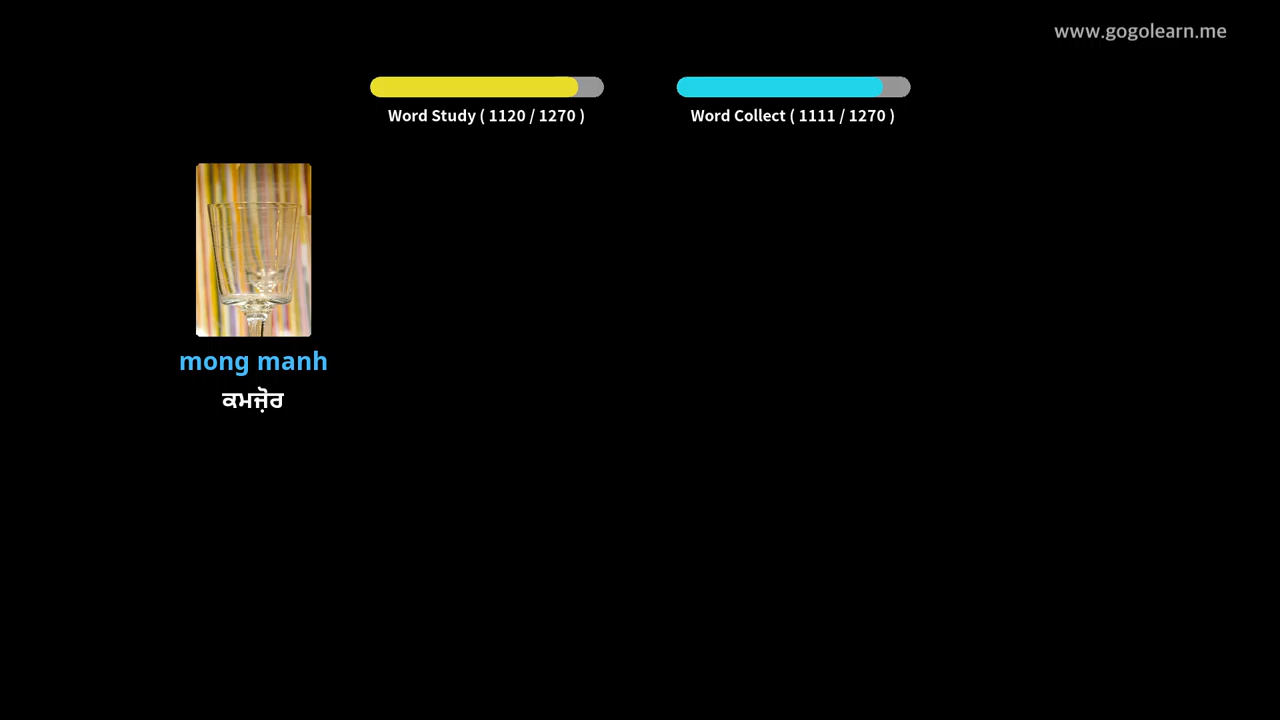 www.gogolearn.me
Word Study ( 1120 / 1270 )
Word Collect ( 1111 / 1270 )
mong manh
ਕਮਜ਼ੋਰ